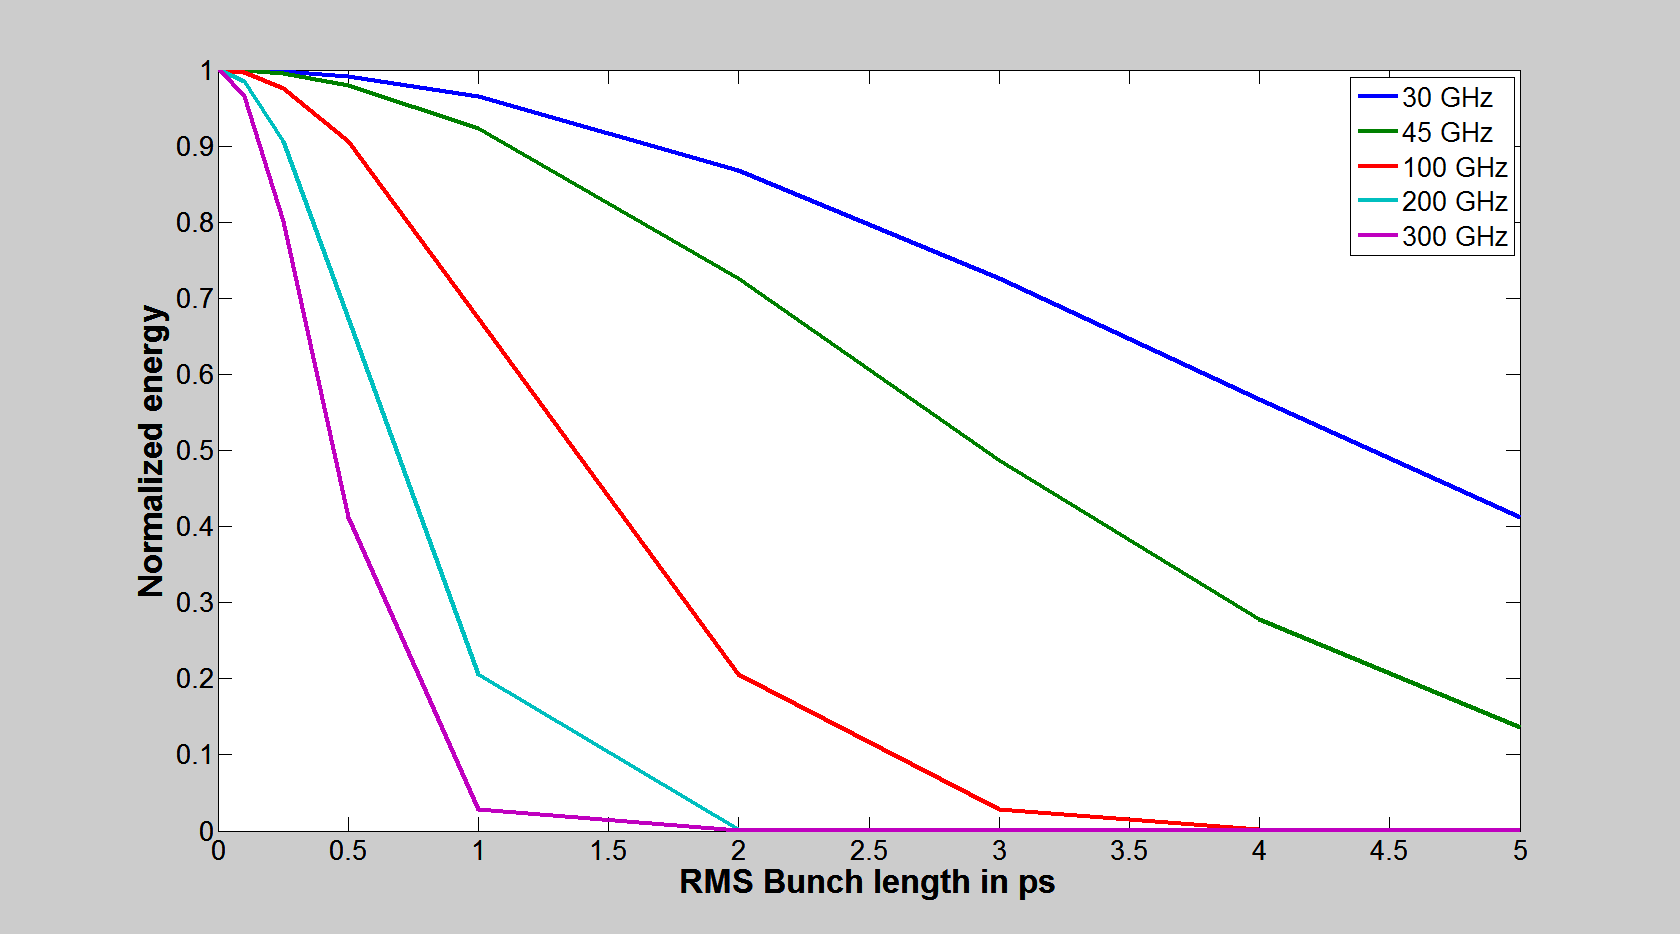 1
0.9
0.8
0.7
0.6
0.5
0.4
0.3
0.2
0.1
0
Normalized energy
30 GHz
45 GHz
100 GHz
200 GHz
300 GHz
0 0.5 1 1.5 2 2.5 3 3.5 4 4.5 5
RMS Bunch length in ps